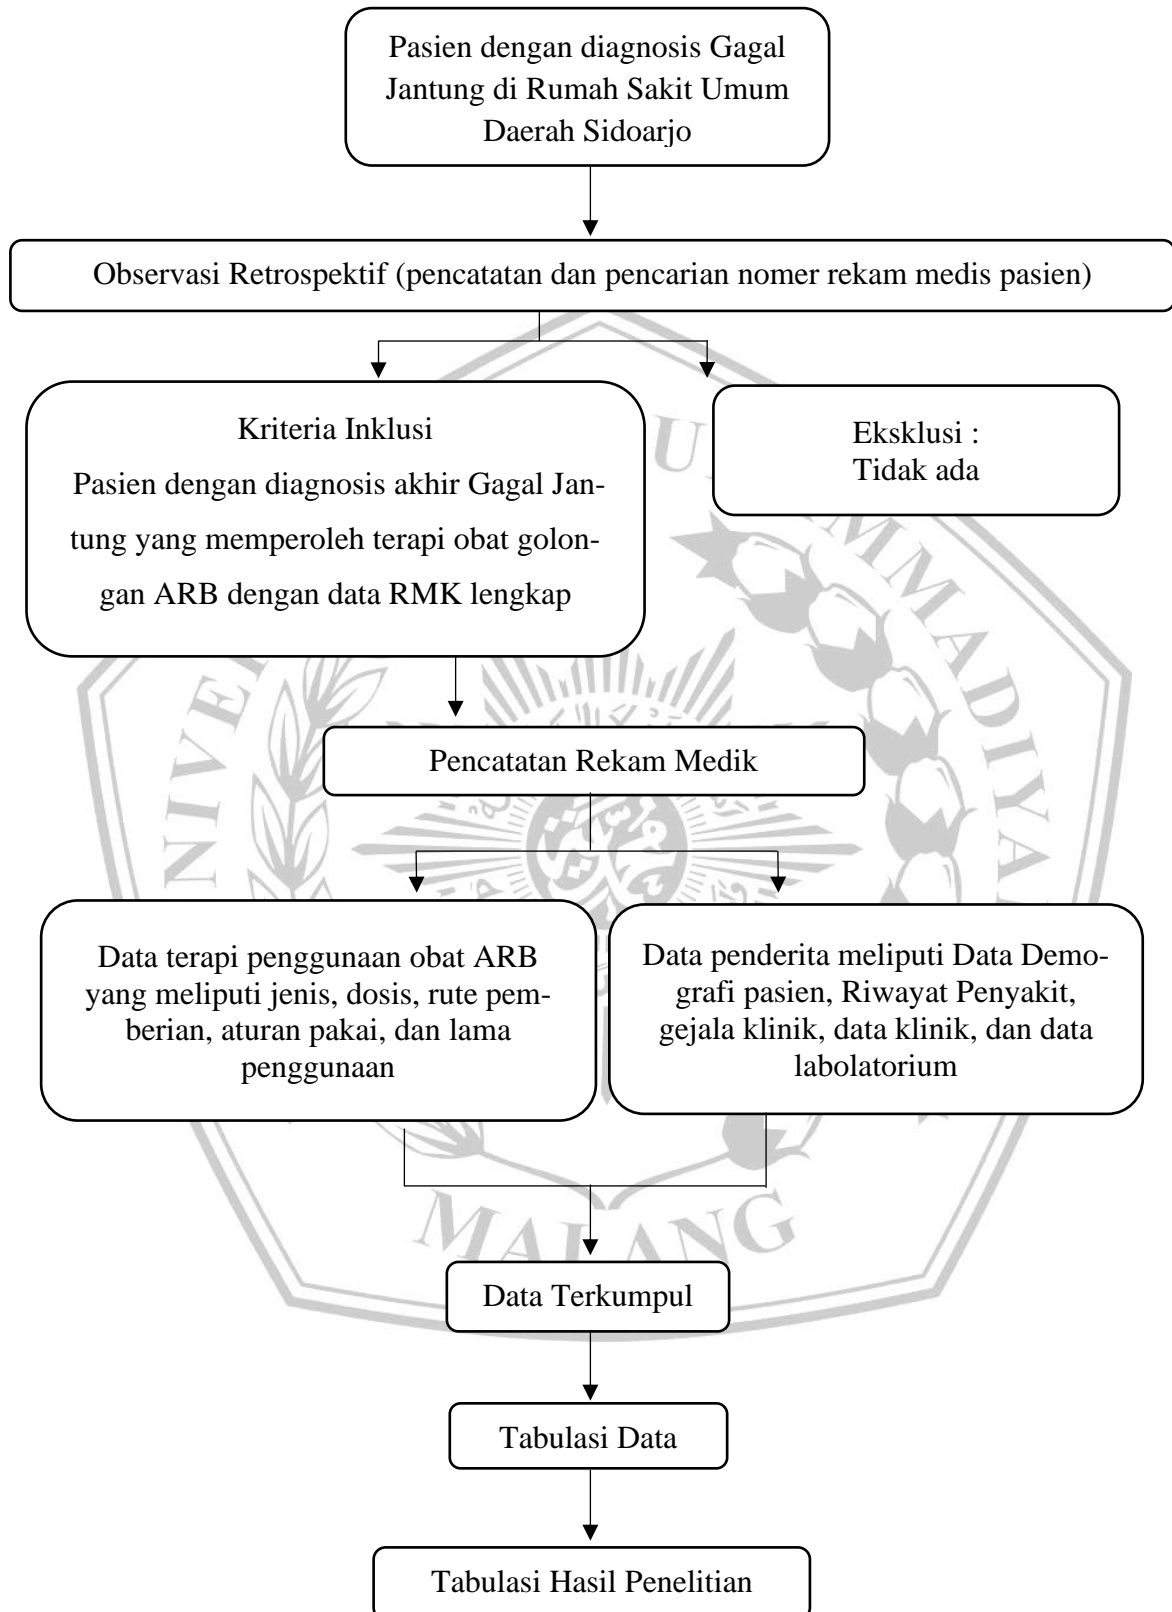 Pasien dengan diagnosis Gagal
Jantung di Rumah Sakit Umum
Daerah Sidoarjo
Observasi Retrospektif (pencatatan dan pencarian nomer rekam medis pasien)
Kriteria Inklusi
Pasien dengan diagnosis akhir Gagal Jan-
tung yang memperoleh terapi obat golon-
gan ARB dengan data RMK lengkap
Eksklusi :
Tidak ada
Pencatatan Rekam Medik
Data terapi penggunaan obat ARB
yang meliputi jenis, dosis, rute pem-
berian, aturan pakai, dan lama
penggunaan
Data penderita meliputi Data Demo-
grafi pasien, Riwayat Penyakit,
gejala klinik, data klinik, dan data
labolatorium
Data Terkumpul
Tabulasi Data
Tabulasi Hasil Penelitian
MALANG